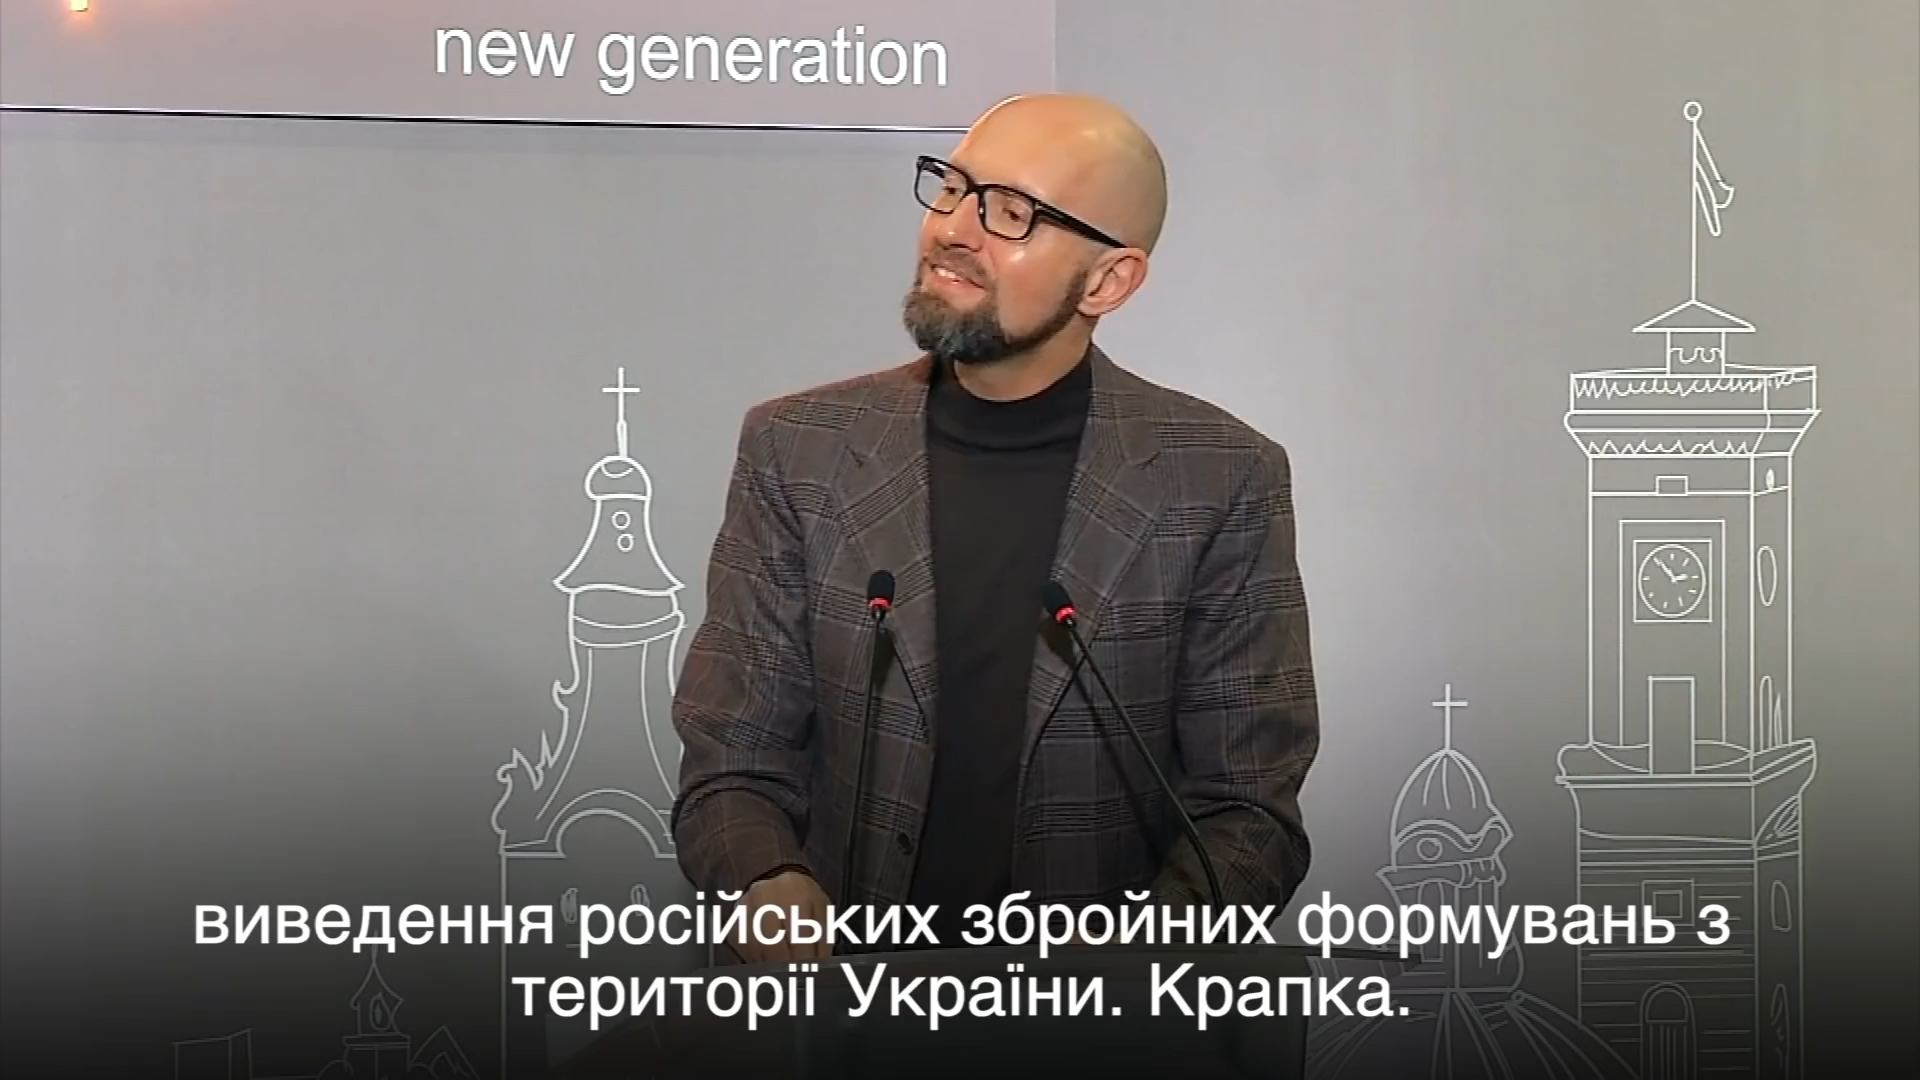 new generation
виведення російських збройних формувань з
території України. Крапка.